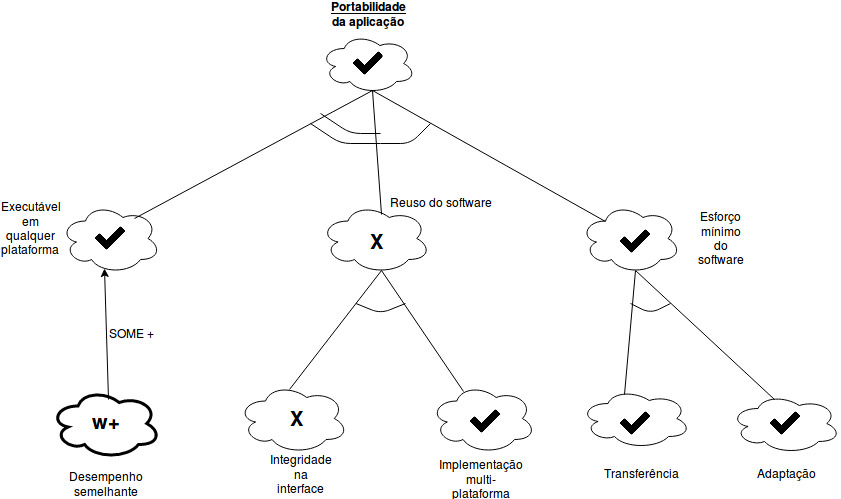 Portabilidade
da aplicação
Executável
em
qualquer
plataforma
Reuso do software
X
Esforço
mínimo
do
software
SOME +
w+
X
Desempenho
semelhante
Integridade
na
interface
Implementação
multi-
plataforma
Transferência
Adaptação